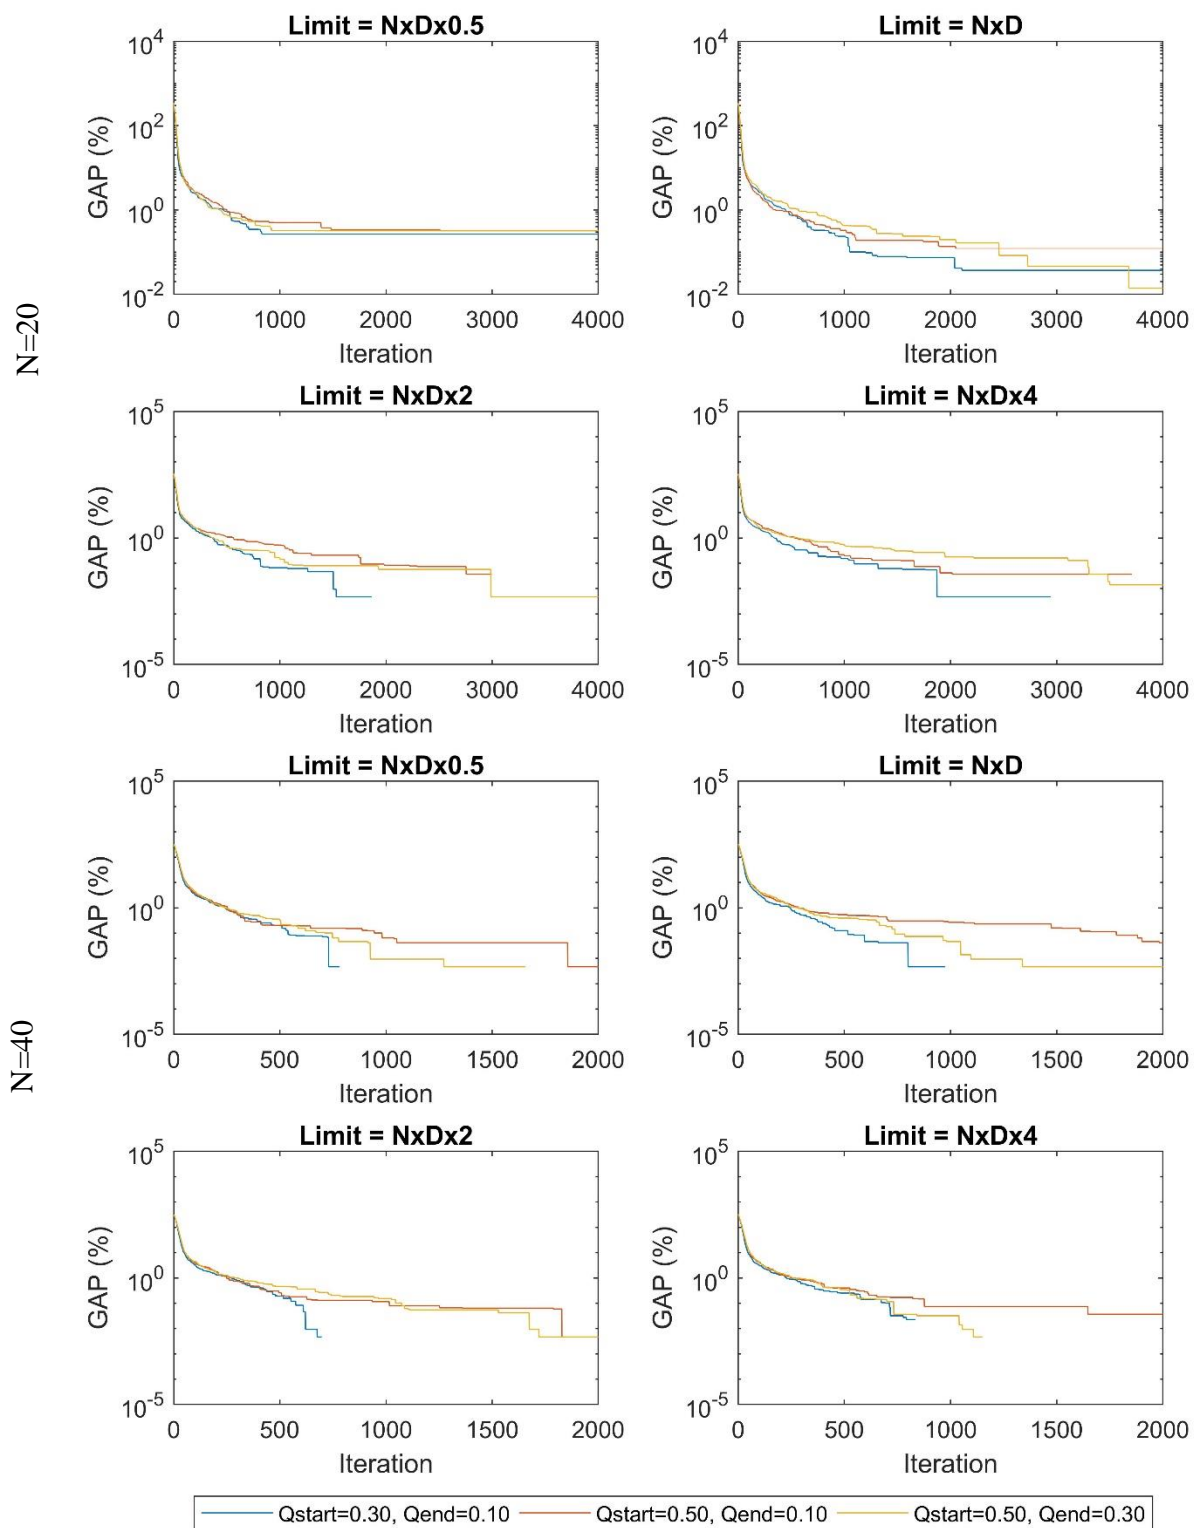 Limit = NxDx0.5
GAP (%)
10^4
10^2
10^0
10^-2
0 1000 2000 3000 4000
Iteration
Limit = NxD
GAP (%)
10^4
10^2
10^0
10^-2
0 1000 2000 3000 4000
Iteration
N=20
Limit = NxDx2
GAP (%)
10^5
10^0
10^-5
0 1000 2000 3000 4000
Iteration
Limit = NxDx4
GAP (%)
10^5
10^0
10^-5
0 1000 2000 3000 4000
Iteration
Limit = NxDx0.5
GAP (%)
10^5
10^0
10^-5
0 500 1000 1500 2000
Iteration
Limit = NxD
GAP (%)
10^5
10^0
10^-5
0 500 1000 1500 2000
Iteration
N=40
Limit = NxDx2
GAP (%)
10^5
10^0
10^-5
0 500 1000 1500 2000
Iteration
Limit = NxDx4
GAP (%)
10^5
10^0
10^-5
0 500 1000 1500 2000
Iteration
Qstart=0.30, Qend=0.10 Qstart=0.50, Qend=0.10 Qstart=0.50, Qend=0.30